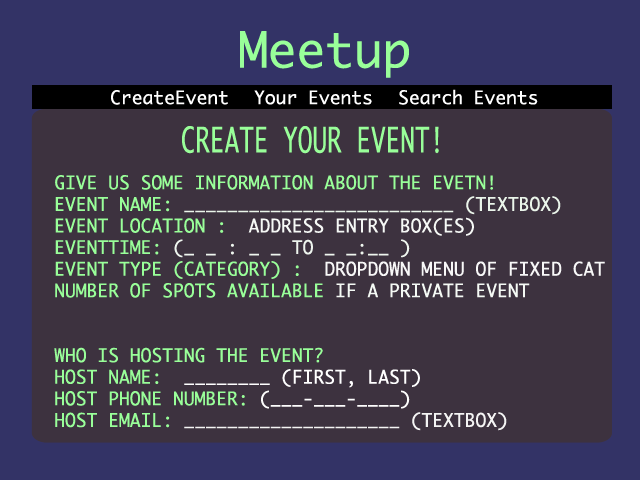 Meetup
CreateEvent Your Events Search Events
CREATE YOUR EVENT!
GIVE US SOME INFORMATION ABOUT THE EVETN!
EVENT NAME: _________________________ (TEXTBOX)
EVENT LOCATION : ADDRESS ENTRY BOX(ES)
EVENTTIME: (_ _ : _ _ TO _ _:__ )
EVENT TYPE (CATEGORY) : DROPDOWN MENU OF FIXED CAT
NUMBER OF SPOTS AVAILABLE IF A PRIVATE EVENT
WHO IS HOSTING THE EVENT?
HOST NAME: ________ (FIRST, LAST)
HOST PHONE NUMBER: (___-___-____)
HOST EMAIL: ____________________ (TEXTBOX)